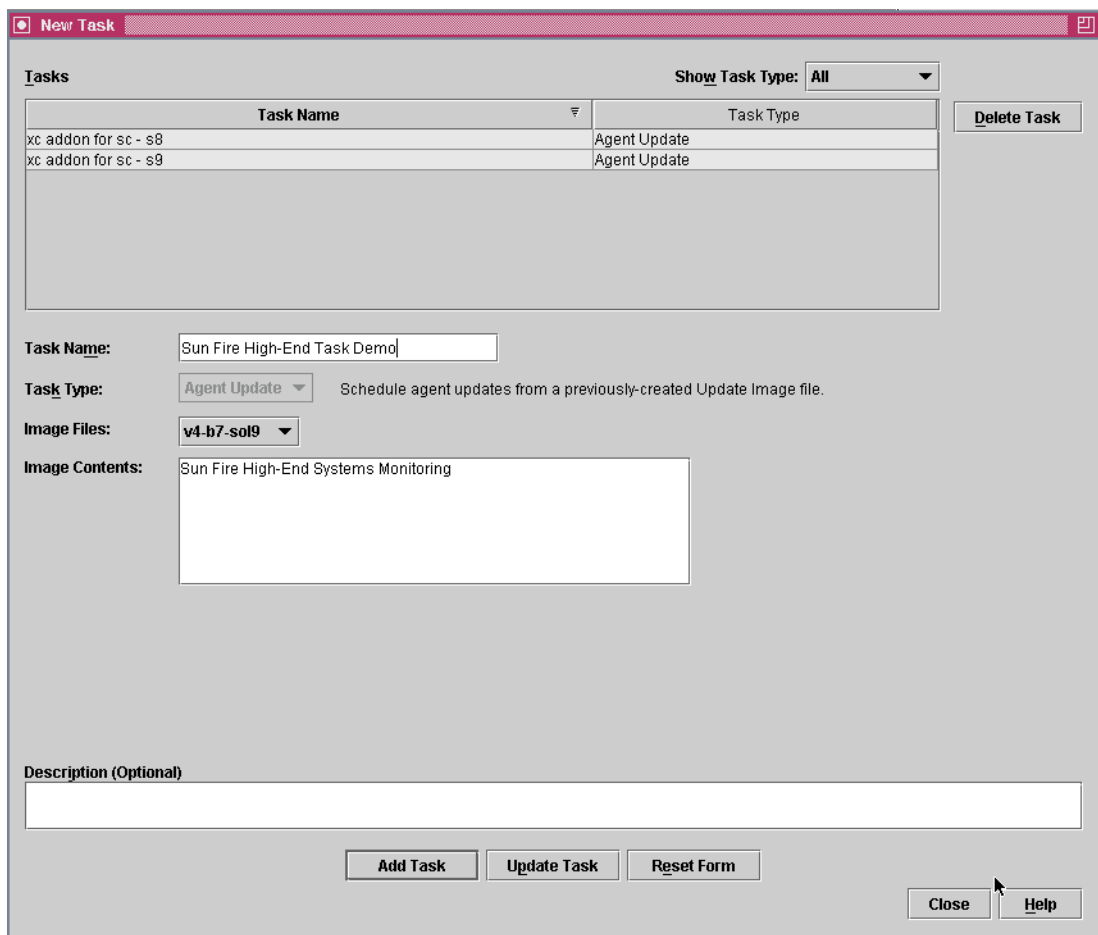 New Task
Tasks
Show Task Type: All
Task Name Task Type
Delete Task
xc addon for sc - s8 Agent Update
xc addon for sc - s9 Agent Update
Task Name: Sun Fire High-End Task Demo
Task Type: Agent Update Schedule agent updates from a previously-created Update Image file.
Image Files: v4-b7-sol9
Image Contents: Sun Fire High-End Systems Monitoring
Description (Optional)
Add Task Update Task Reset Form
Close Help